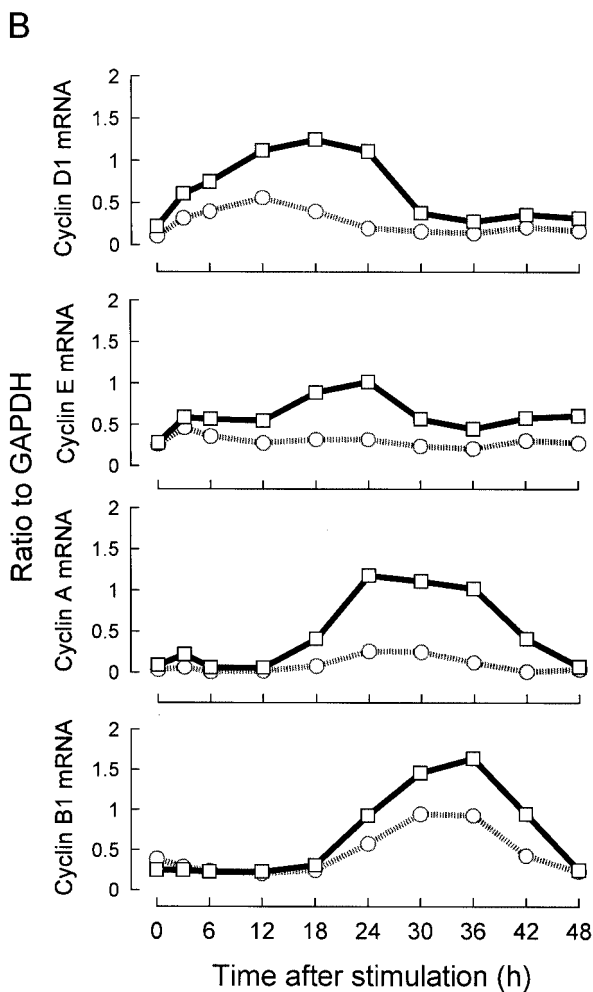 B
Ratio to GAPDH
Cyclin D1 mRNA
2
1.5
1
0.5
0
Cyclin E mRNA
2
1.5
1
0.5
0
Cyclin A mRNA
2
1.5
1
0.5
0
Cyclin B1 mRNA
2
1.5
1
0.5
0
0 6 12 18 24 30 36 42 48
Time after stimulation (h)